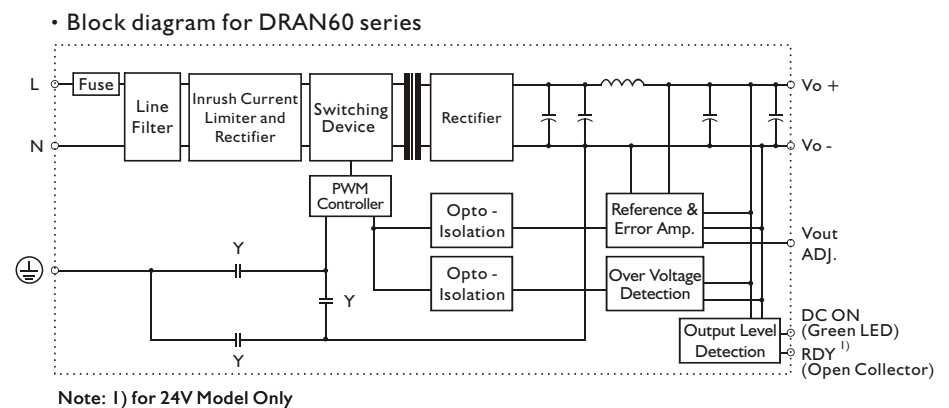 • Block diagram for DRAN60 series
L
Fuse
Line
Filter
Inrush Current
Limiter and
Rectifier
Switching
Device
Rectifier
Vo +
N
Vo -
PWM
Controller
Opto -
Isolation
Reference &
Error Amp.
Vout
ADJ.
Y
Opto -
Isolation
Over Voltage
Detection
Y
Y
Output Level
Detection
DC ON
(Green LED)
RDY 1)
(Open Collector)
Note: 1) for 24V Model Only